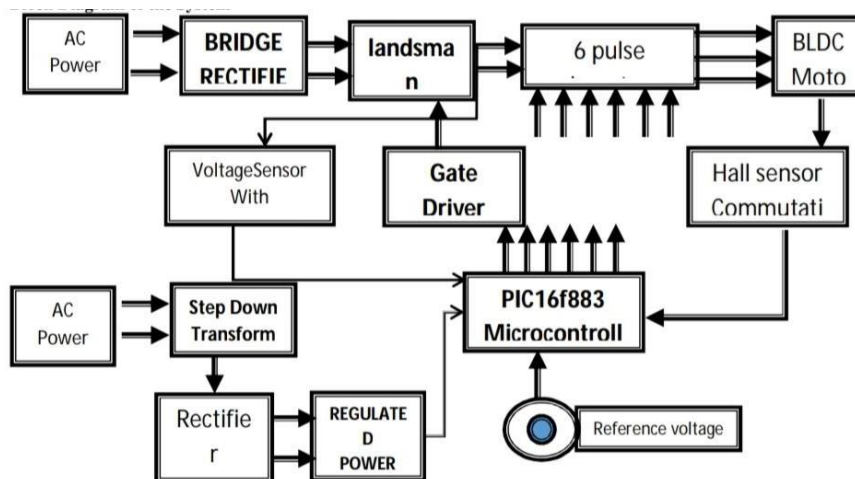 AC
Power
BRIDGE
RECTIFIE
landsma
n
6 pulse
BLDC
Moto
VoltageSensor
With
Gate
Driver
Hall sensor
Commutati
AC
Power
Step Down
Transform
PIC16f883
Microcontroll
Rectifie
r
REGULATE
D
POWER
Reference voltage